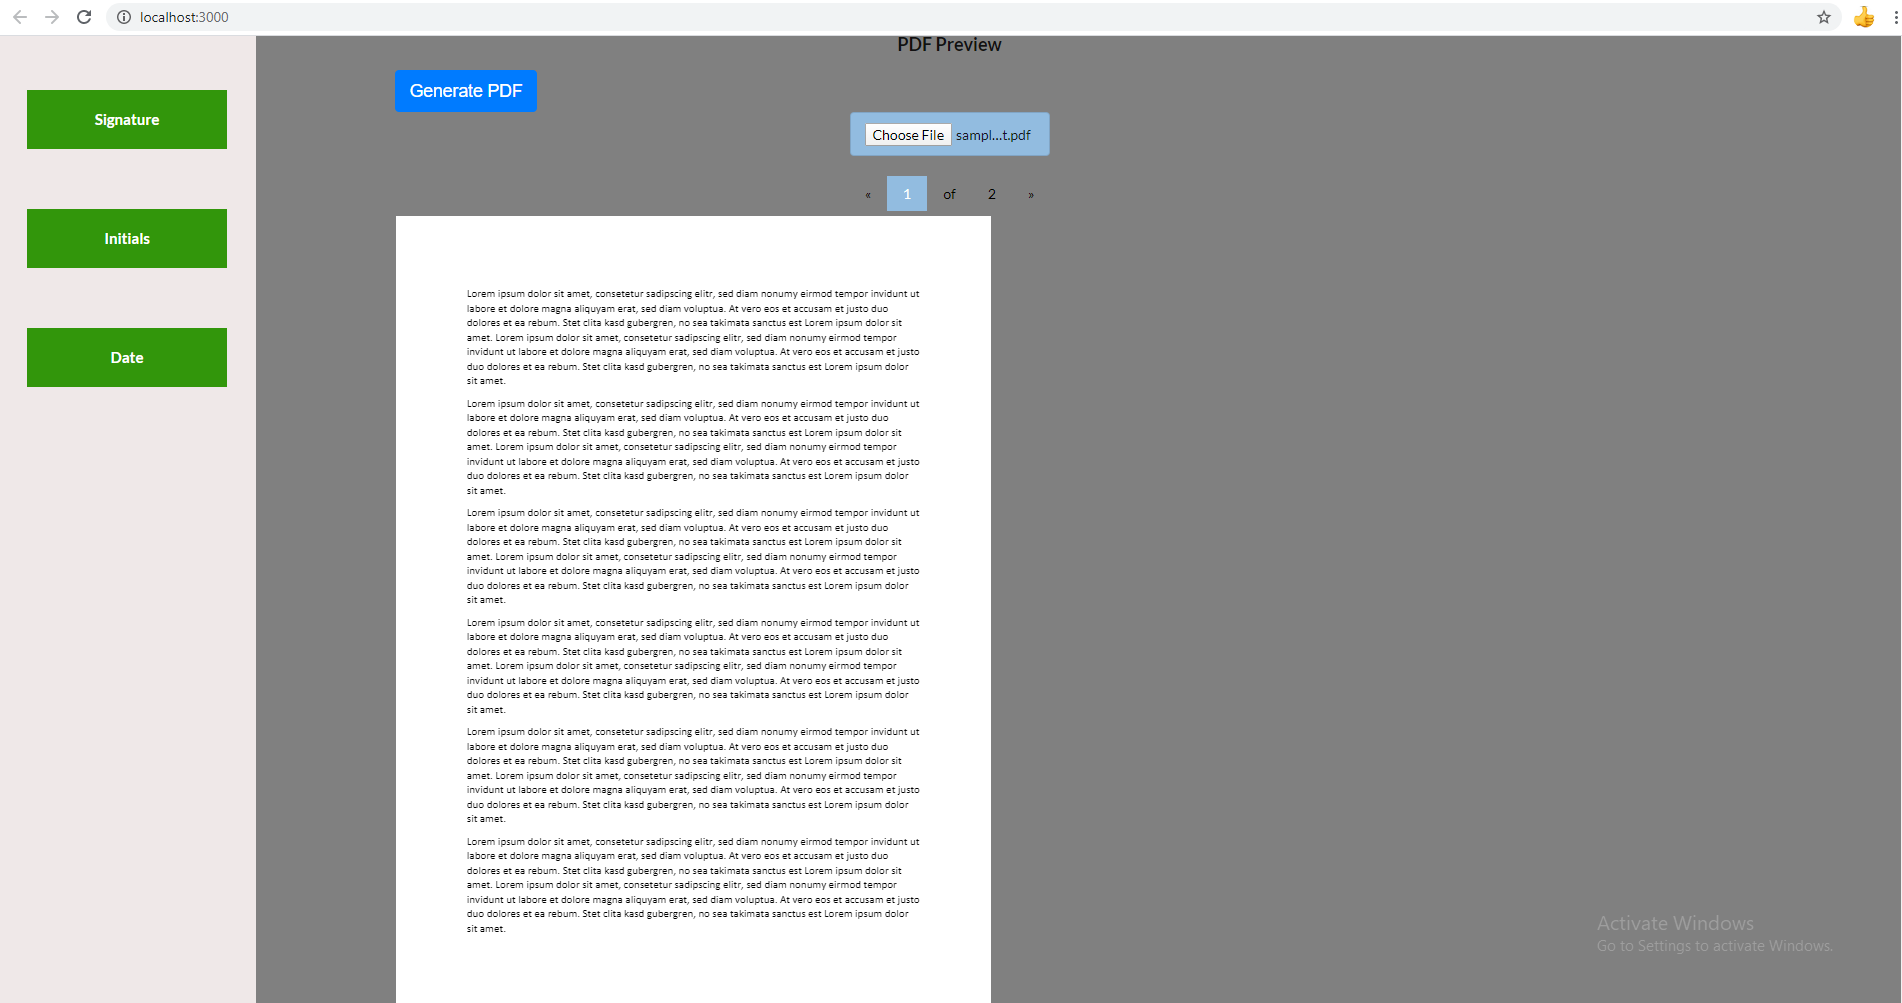 localhost:3000
PDF Preview
Generate PDF
Choose File sampl...t.pdf
« 1 of 2 »
Signature
Initials
Date
Lorem ipsum dolor sit amet, consetetur sadipscing elitr, sed diam nonumy eirmod tempor invidunt ut
labore et dolore magna aliquyam erat, sed diam voluptua. At vero eos et accusam et justo duo
dolores et ea rebum. Stet clita kasd gubergren, no sea takimata sanctus est Lorem ipsum dolor sit
amet. Lorem ipsum dolor sit amet, consetetur sadipscing elitr, sed diam nonumy eirmod tempor
invidunt ut labore et dolore magna aliquyam erat, sed diam voluptua. At vero eos et accusam et justo
duo dolores et ea rebum. Stet clita kasd gubergren, no sea takimata sanctus est Lorem ipsum dolor
sit amet.
Lorem ipsum dolor sit amet, consetetur sadipscing elitr, sed diam nonumy eirmod tempor invidunt ut
labore et dolore magna aliquyam erat, sed diam voluptua. At vero eos et accusam et justo duo
dolores et ea rebum. Stet clita kasd gubergren, no sea takimata sanctus est Lorem ipsum dolor sit
amet. Lorem ipsum dolor sit amet, consetetur sadipscing elitr, sed diam nonumy eirmod tempor
invidunt ut labore et dolore magna aliquyam erat, sed diam voluptua. At vero eos et accusam et justo
duo dolores et ea rebum. Stet clita kasd gubergren, no sea takimata sanctus est Lorem ipsum dolor
sit amet.
Lorem ipsum dolor sit amet, consetetur sadipscing elitr, sed diam nonumy eirmod tempor invidunt ut
labore et dolore magna aliquyam erat, sed diam voluptua. At vero eos et accusam et justo duo
dolores et ea rebum. Stet clita kasd gubergren, no sea takimata sanctus est Lorem ipsum dolor sit
amet. Lorem ipsum dolor sit amet, consetetur sadipscing elitr, sed diam nonumy eirmod tempor
invidunt ut labore et dolore magna aliquyam erat, sed diam voluptua. At vero eos et accusam et justo
duo dolores et ea rebum. Stet clita kasd gubergren, no sea takimata sanctus est Lorem ipsum dolor
sit amet.
Lorem ipsum dolor sit amet, consetetur sadipscing elitr, sed diam nonumy eirmod tempor invidunt ut
labore et dolore magna aliquyam erat, sed diam voluptua. At vero eos et accusam et justo duo
dolores et ea rebum. Stet clita kasd gubergren, no sea takimata sanctus est Lorem ipsum dolor sit
amet. Lorem ipsum dolor sit amet, consetetur sadipscing elitr, sed diam nonumy eirmod tempor
invidunt ut labore et dolore magna aliquyam erat, sed diam voluptua. At vero eos et accusam et justo
duo dolores et ea rebum. Stet clita kasd gubergren, no sea takimata sanctus est Lorem ipsum dolor
sit amet.
Lorem ipsum dolor sit amet, consetetur sadipscing elitr, sed diam nonumy eirmod tempor invidunt ut
labore et dolore magna aliquyam erat, sed diam voluptua. At vero eos et accusam et justo duo
dolores et ea rebum. Stet clita kasd gubergren, no sea takimata sanctus est Lorem ipsum dolor sit
amet. Lorem ipsum dolor sit amet, consetetur sadipscing elitr, sed diam nonumy eirmod tempor
invidunt ut labore et dolore magna aliquyam erat, sed diam voluptua. At vero eos et accusam et justo
duo dolores et ea rebum. Stet clita kasd gubergren, no sea takimata sanctus est Lorem ipsum dolor
sit amet.
Lorem ipsum dolor sit amet, consetetur sadipscing elitr, sed diam nonumy eirmod tempor invidunt ut
labore et dolore magna aliquyam erat, sed diam voluptua. At vero eos et accusam et justo duo
dolores et ea rebum. Stet clita kasd gubergren, no sea takimata sanctus est Lorem ipsum dolor sit
amet. Lorem ipsum dolor sit amet, consetetur sadipscing elitr, sed diam nonumy eirmod tempor
invidunt ut labore et dolore magna aliquyam erat, sed diam voluptua. At vero eos et accusam et justo
duo dolores et ea rebum. Stet clita kasd gubergren, no sea takimata sanctus est Lorem ipsum dolor
sit amet.
Activate Windows
Go to Settings to activate Windows.